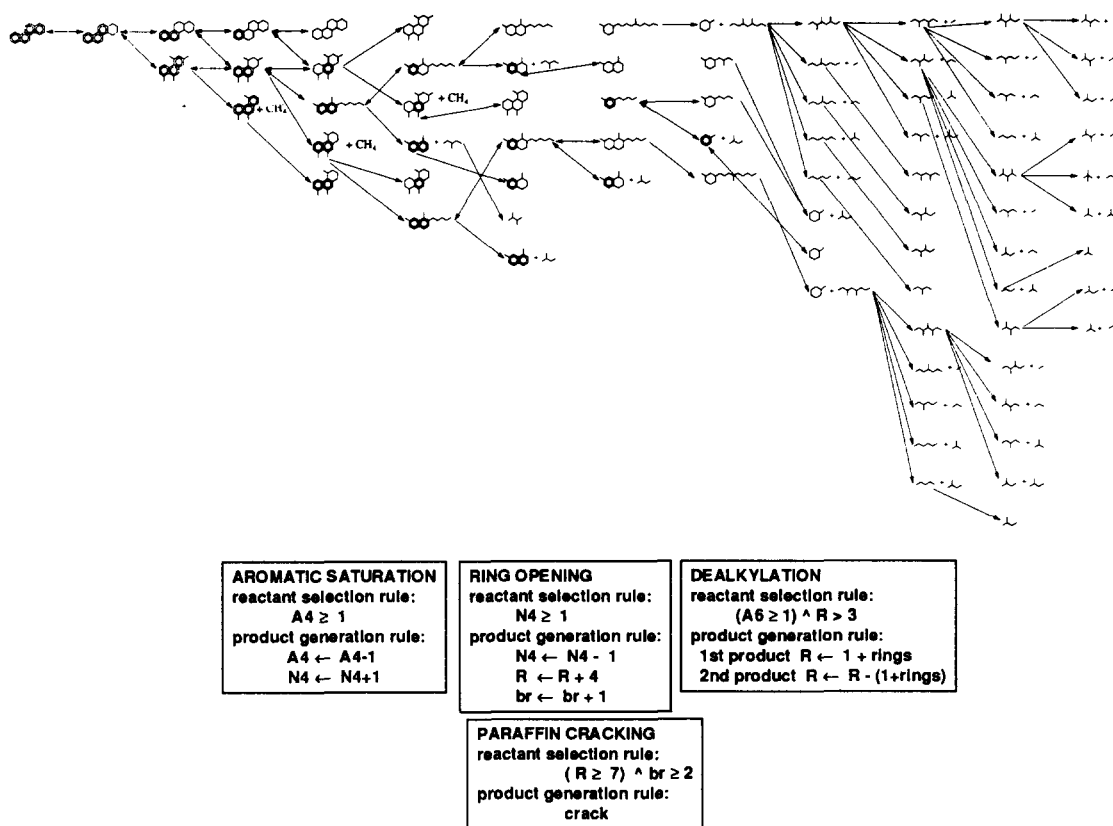 + CH₄
+ CH₄
+ CH₄
AROMATIC SATURATION
reactant selection rule:
A4 ≥ 1
product generation rule:
A4 ← A4-1
N4 ← N4+1
RING OPENING
reactant selection rule:
N4 ≥ 1
product generation rule:
N4 ← N4 - 1
R ← R + 4
br ← br + 1
DEALKYLATION
reactant selection rule:
(A6 ≥ 1) ^ R > 3
product generation rule:
1st product R ← 1 + rings
2nd product R ← R - (1+rings)
PARAFFIN CRACKING
reactant selection rule:
( R ≥ 7) ^ br ≥ 2
product generation rule:
crack